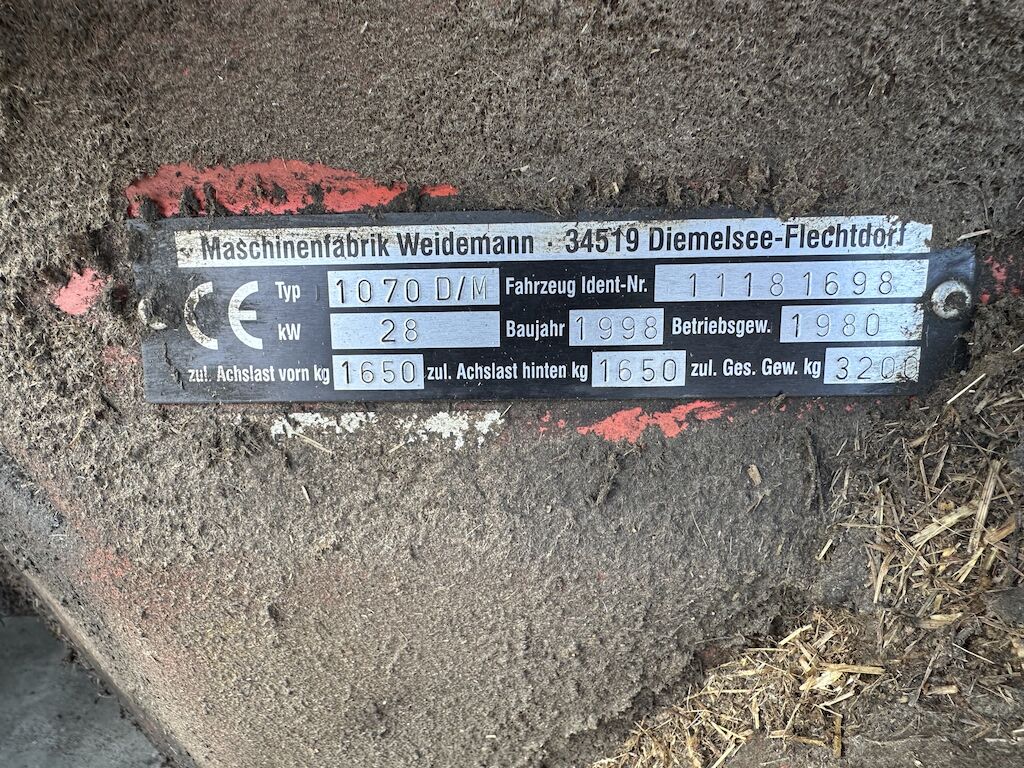 Maschinenfabrik Weidemann · 34519 Diemelsee-Flechtdorf
CE Typ 1070 D/M Fahrzeug Ident-Nr. 11181698
kW 28 Baujahr 1998 Betriebsgew. 1980
zul. Achslast vorn kg 1650 zul. Achslast hinten kg 1650 zul. Ges. Gew. kg 3200